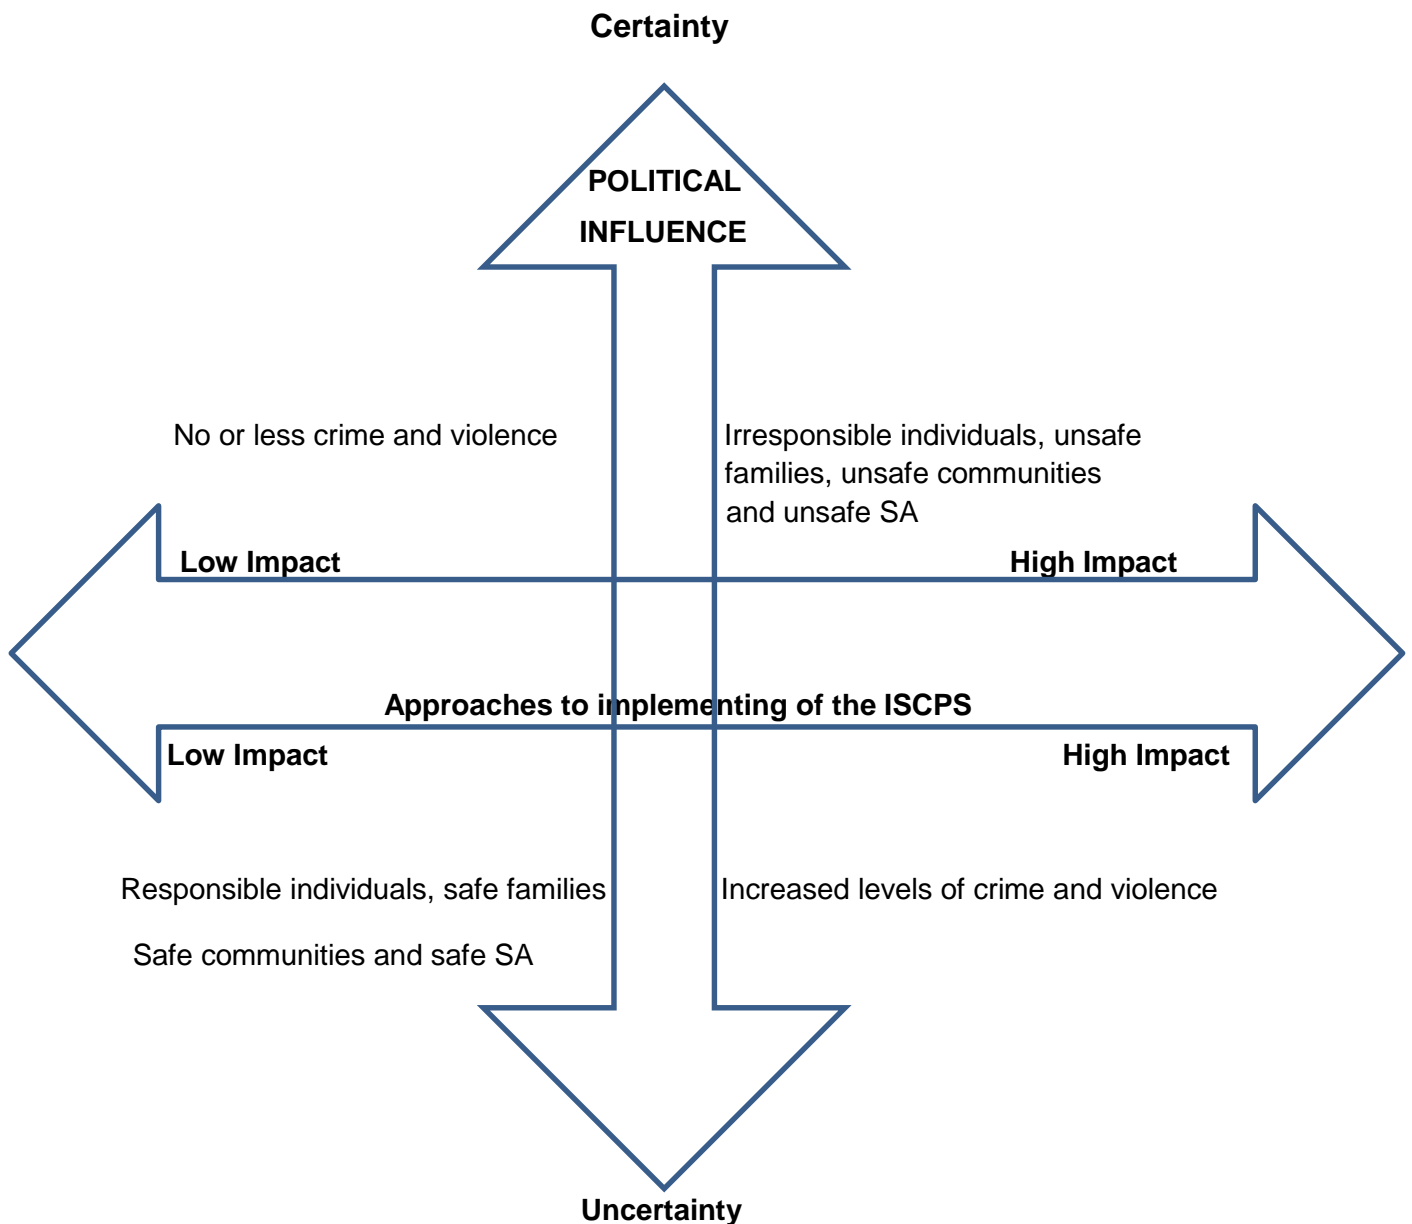 Certainty
POLITICAL
INFLUENCE
No or less crime and violence
Irresponsible individuals, unsafe
families, unsafe communities
and unsafe SA
Low Impact
High Impact
Approaches to implementing of the ISCPS
Low Impact
High Impact
Responsible individuals, safe families
Increased levels of crime and violence
Safe communities and safe SA
Uncertainty